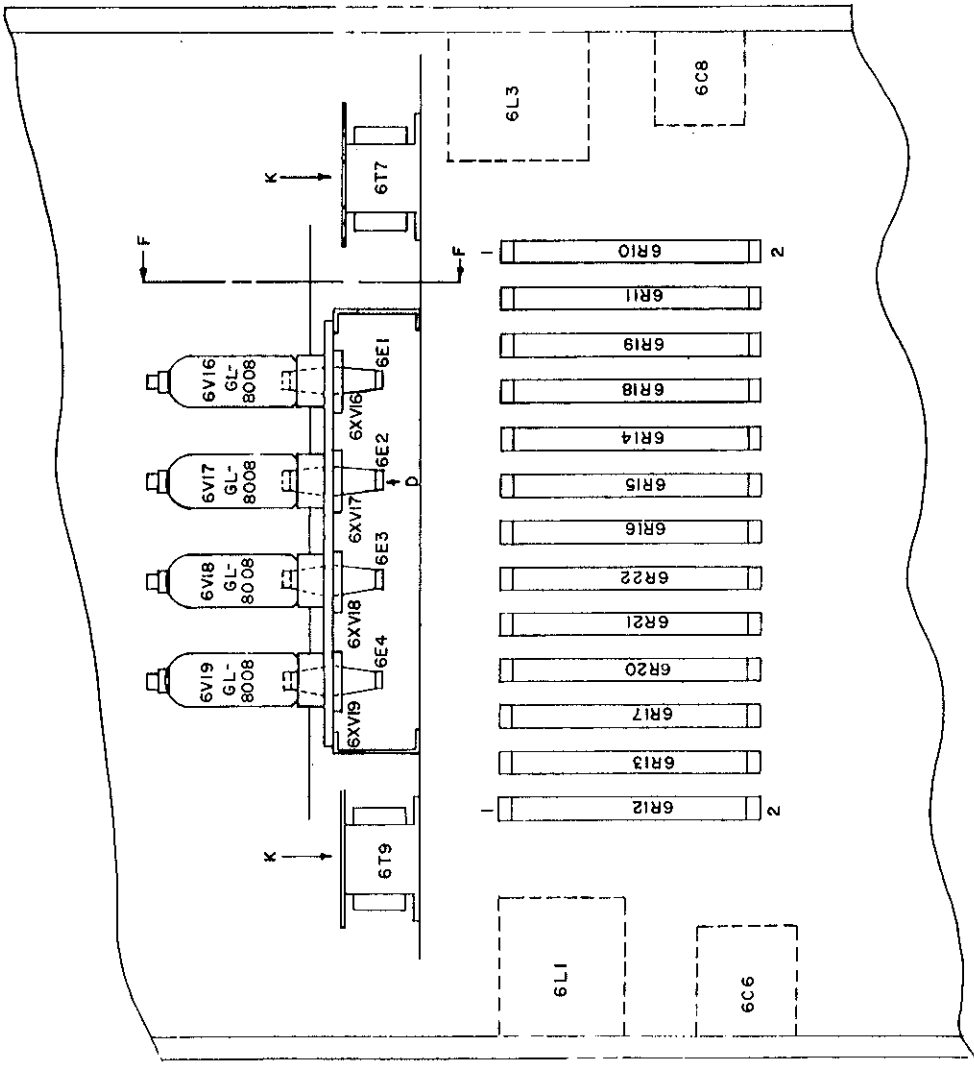 6L3
6C8
K
6T7
F
F
6V16
GL-
8008
6V17
GL-
8008
6V18
GL-
8008
6V19
GL-
8008
6XV16
6E1
6XV17
6E2
D
6XV18
6E3
6XV19
6E4
K
6T9
1
6R10
2
6R11
6R19
6R18
6R14
6R15
6R16
6R22
6R21
6R20
6R17
6R13
1
6R12
2
6L1
6C6